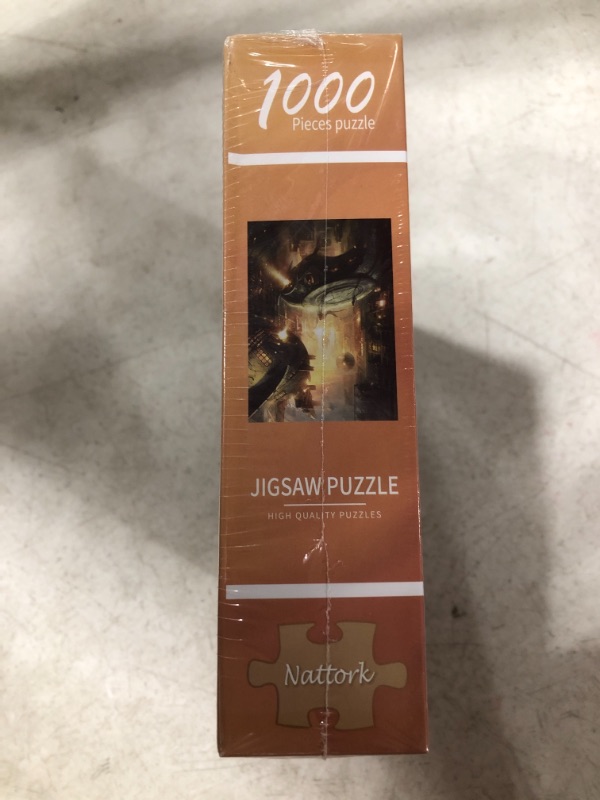 1000
Pieces puzzle
JIGSAW PUZZLE
HIGH QUALITY PUZZLES
Nattork